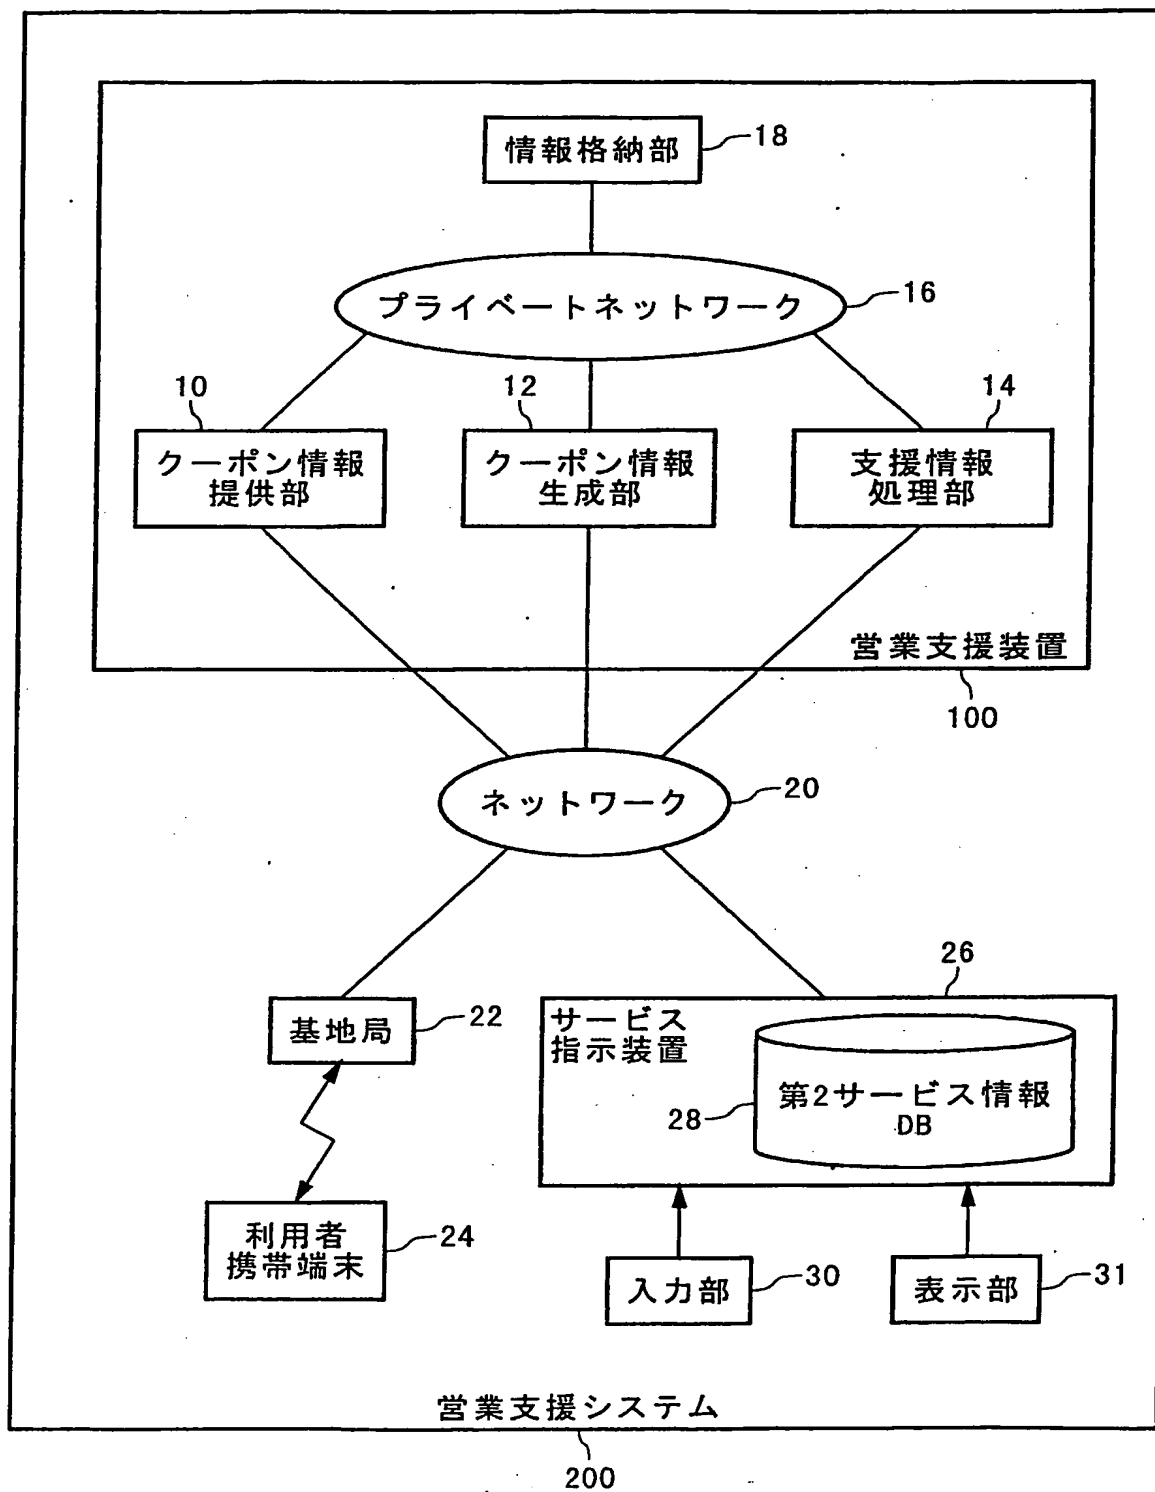 情報格納部
18
プライベートネットワーク
16
10
12
14
クーポン情報
提供部
クーポン情報
生成部
支援情報
処理部
営業支援装置
100
ネットワーク
20
26
基地局
22
サービス
指示装置
第2サービス情報
DB
28
利用者
携帯端末
24
入力部
30
表示部
31
営業支援システム
200